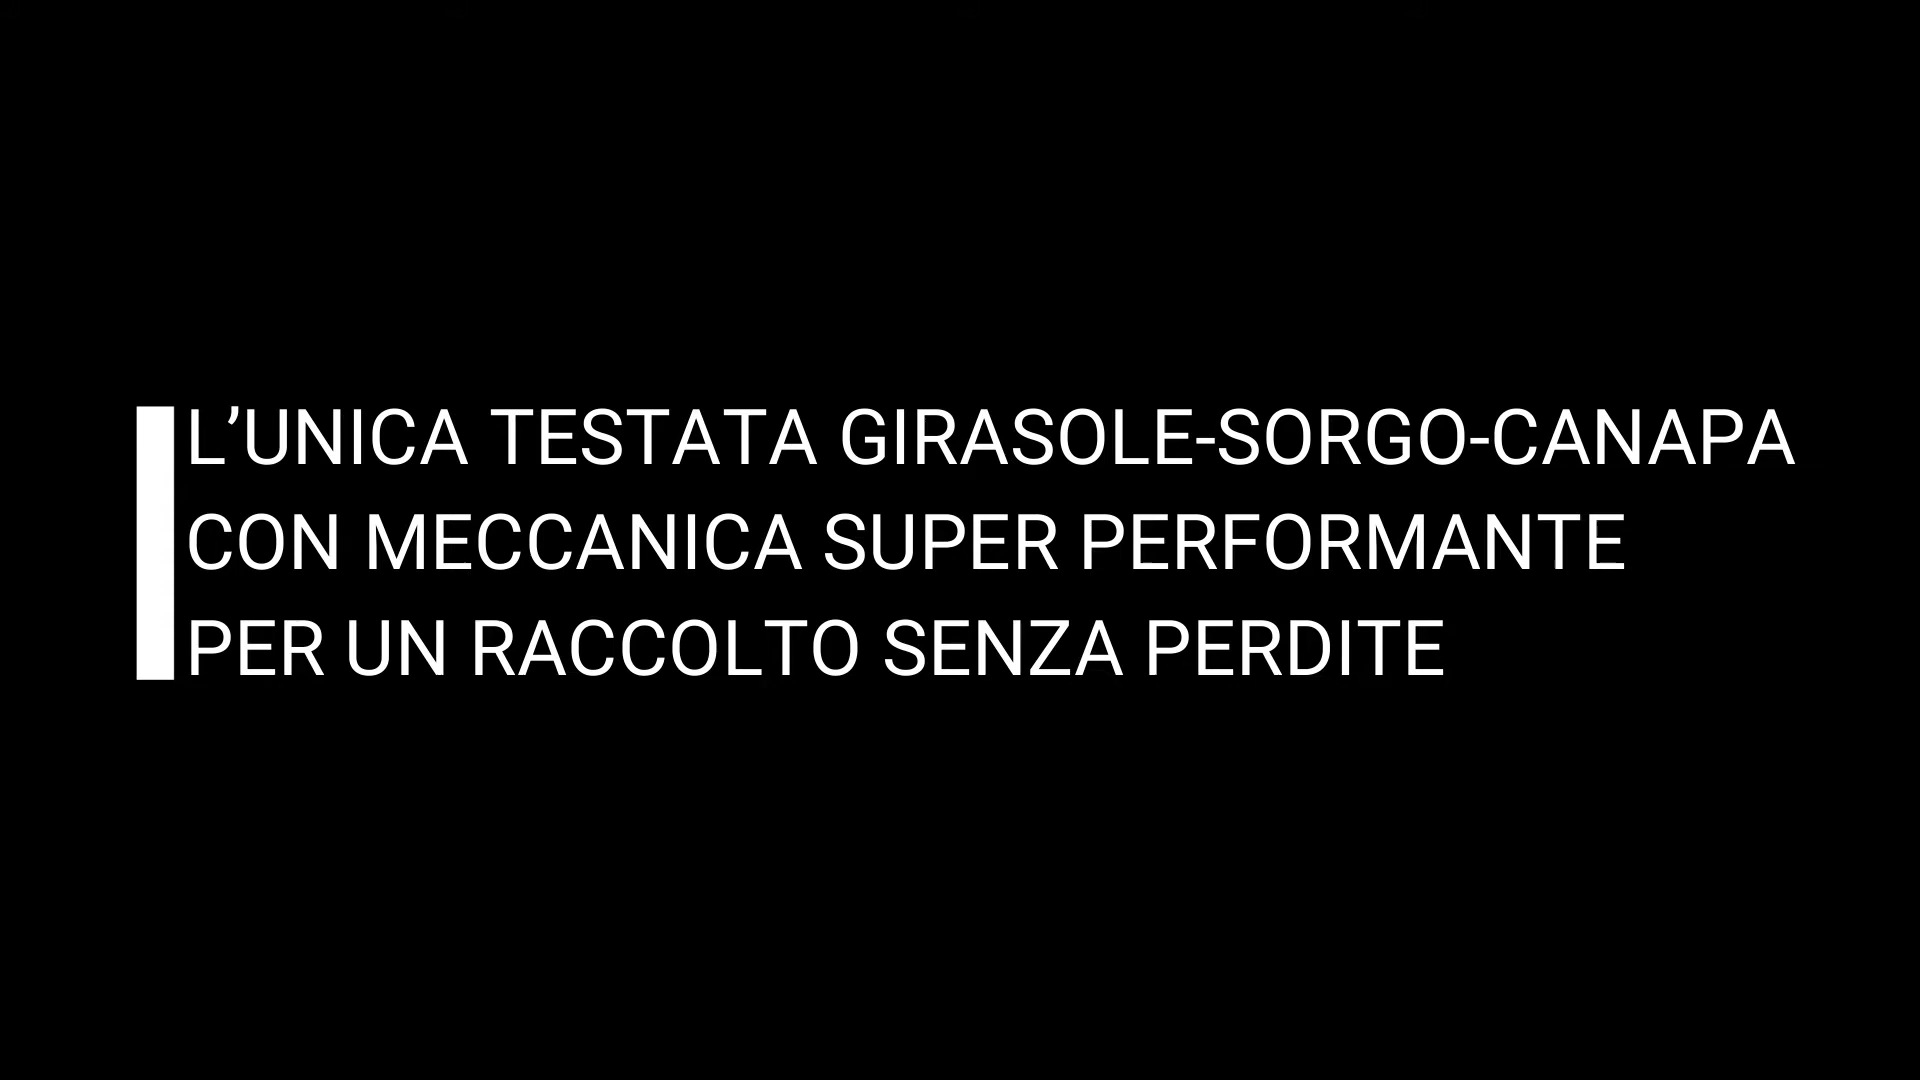 L’UNICA TESTATA GIRASOLE-SORGO-CANAPA
CON MECCANICA SUPER PERFORMANTE
PER UN RACCOLTO SENZA PERDITE